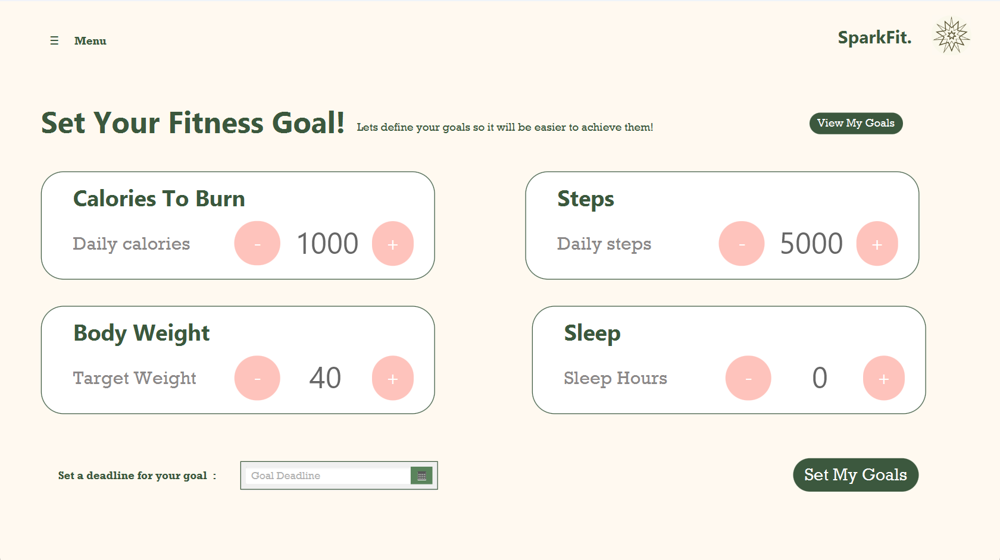 ☰ Menu
SparkFit.
Set Your Fitness Goal! Lets define your goals so it will be easier to achieve them!
View My Goals
Calories To Burn
Daily calories - 1000 +
Steps
Daily steps - 5000 +
Body Weight
Target Weight - 40 +
Sleep
Sleep Hours - 0 +
Set a deadline for your goal :
Goal Deadline
Set My Goals